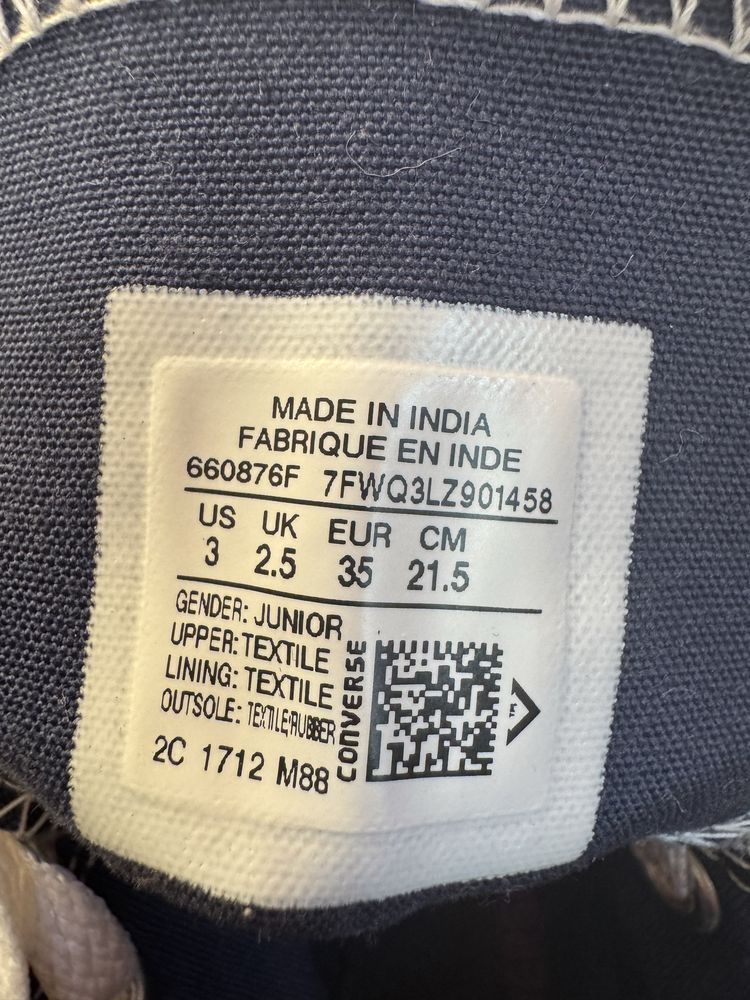 MADE IN INDIA
FABRIQUE EN INDE
660876F 7FWQ3LZ901458
US UK EUR CM
3 2.5 35 21.5
GENDER: JUNIOR
UPPER: TEXTILE
LINING: TEXTILE
OUTSOLE: TEXTILE/RUBBER
2C 1712 M88
CONVERSE